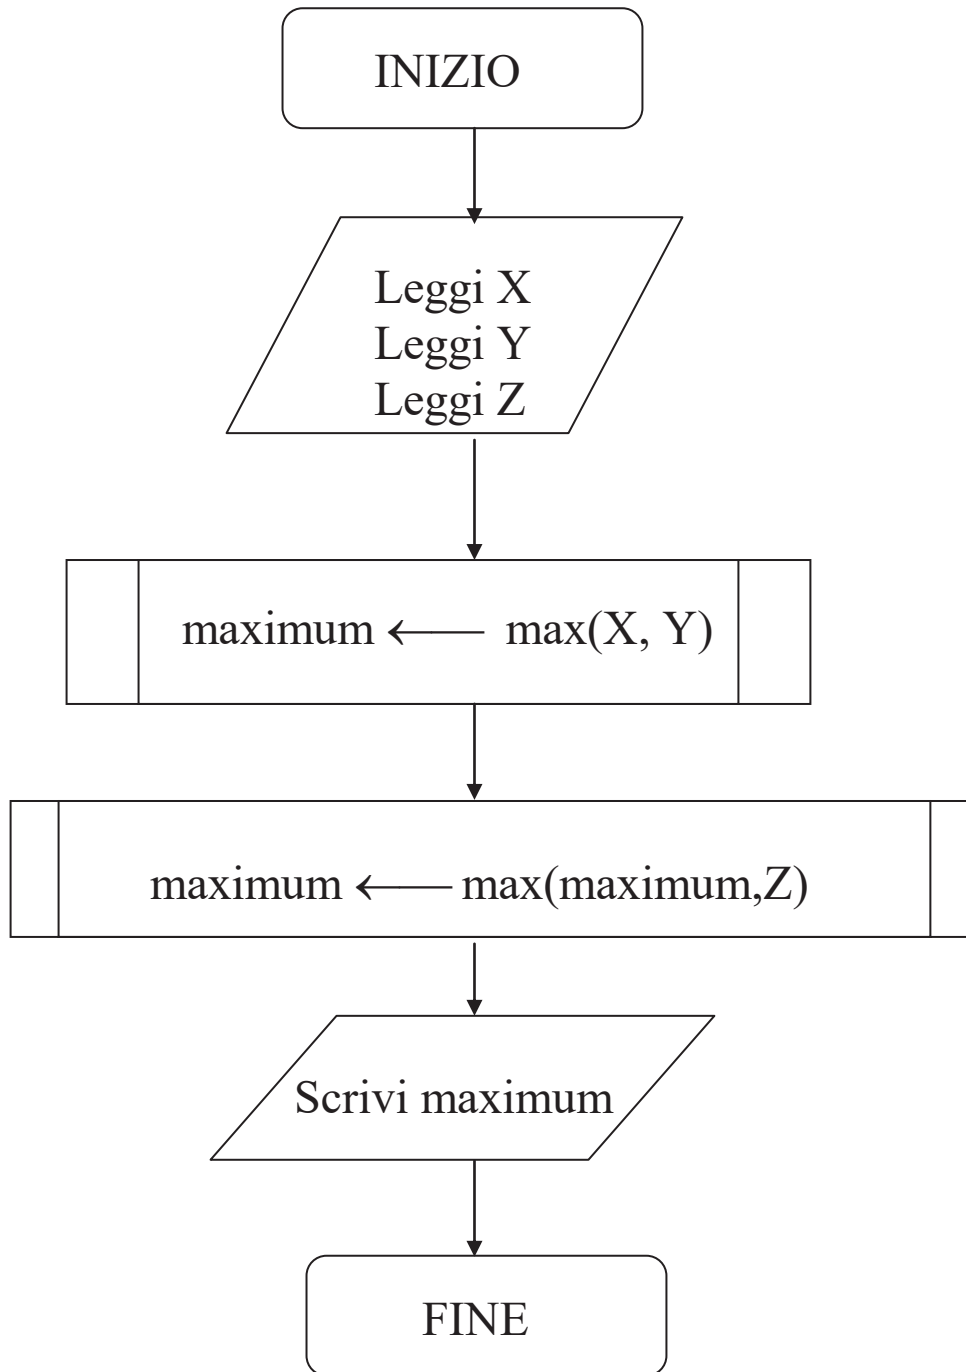 INIZIO
Leggi X
Leggi Y
Leggi Z
maximum ← max(X, Y)
maximum ← max(maximum,Z)
Scrivi maximum
FINE